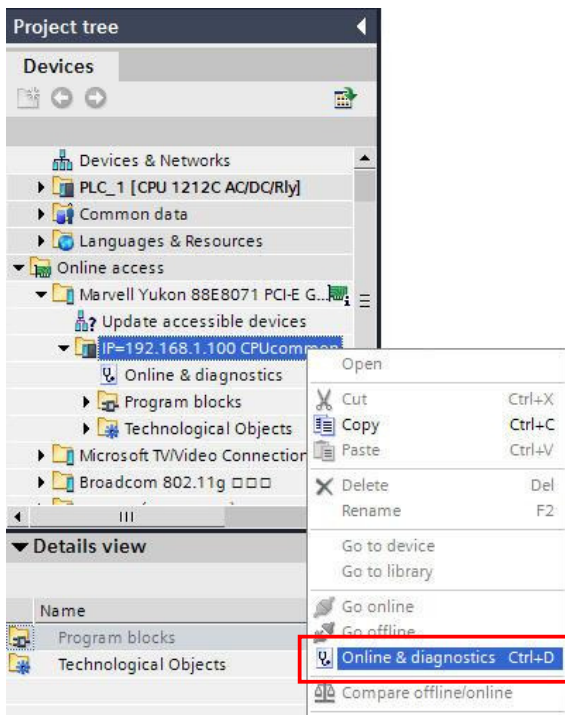 Project tree
Devices
Devices & Networks
PLC_1 [CPU 1212C AC/DC/Rly]
Common data
Languages & Resources
Online access
Marvell Yukon 88E8071 PCI-E G...
Update accessible devices
IP=192.168.1.100 CPUcommon
Online & diagnostics
Program blocks
Technological Objects
Microsoft TV/Video Connection
Broadcom 802.11g □□□
Details view
Name
Program blocks
Technological Objects
Open
Cut Ctrl+X
Copy Ctrl+C
Paste Ctrl+V
Delete Del
Rename F2
Go to device
Go to library
Go online
Go offline
Online & diagnostics Ctrl+D
Compare offline/online